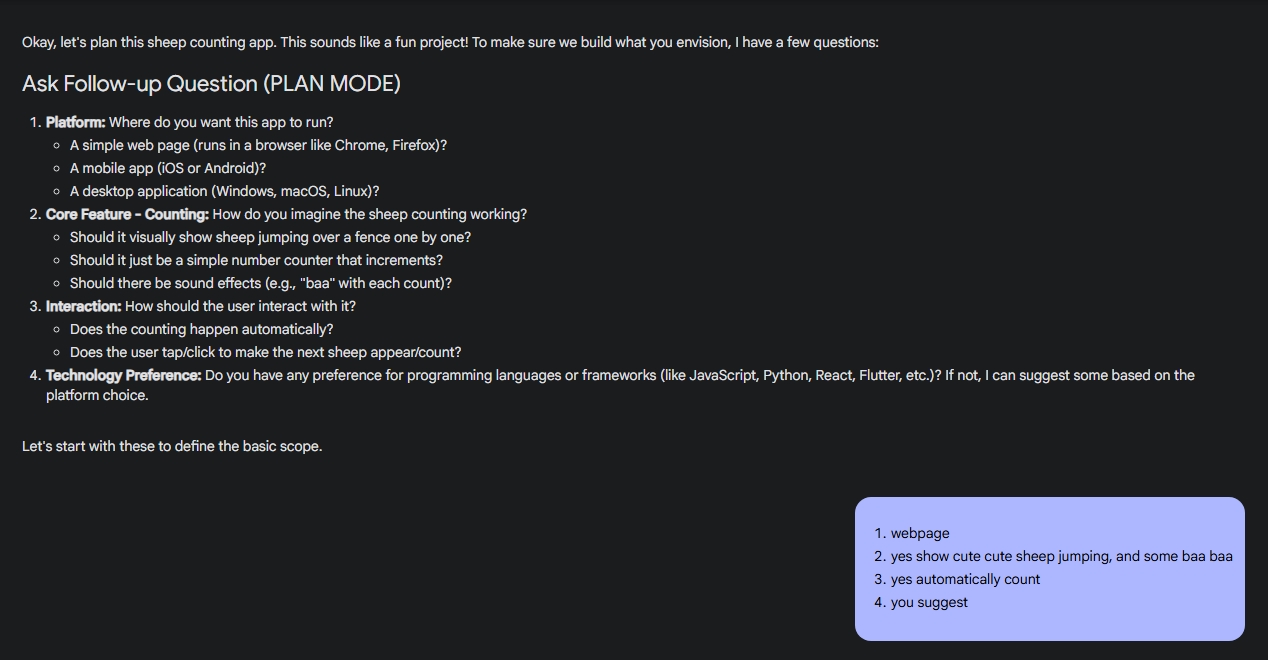 Okay, let's plan this sheep counting app. This sounds like a fun project! To make sure we build what you envision, I have a few questions:
Ask Follow-up Question (PLAN MODE)
1. Platform: Where do you want this app to run?
◦ A simple web page (runs in a browser like Chrome, Firefox)?
◦ A mobile app (iOS or Android)?
◦ A desktop application (Windows, macOS, Linux)?
2. Core Feature - Counting: How do you imagine the sheep counting working?
◦ Should it visually show sheep jumping over a fence one by one?
◦ Should it just be a simple number counter that increments?
◦ Should there be sound effects (e.g., "baa" with each count)?
3. Interaction: How should the user interact with it?
◦ Does the counting happen automatically?
◦ Does the user tap/click to make the next sheep appear/count?
4. Technology Preference: Do you have any preference for programming languages or frameworks (like JavaScript, Python, React, Flutter, etc.)? If not, I can suggest some based on the
platform choice.
Let's start with these to define the basic scope.
1. webpage
2. yes show cute cute sheep jumping, and some baa baa
3. yes automatically count
4. you suggest